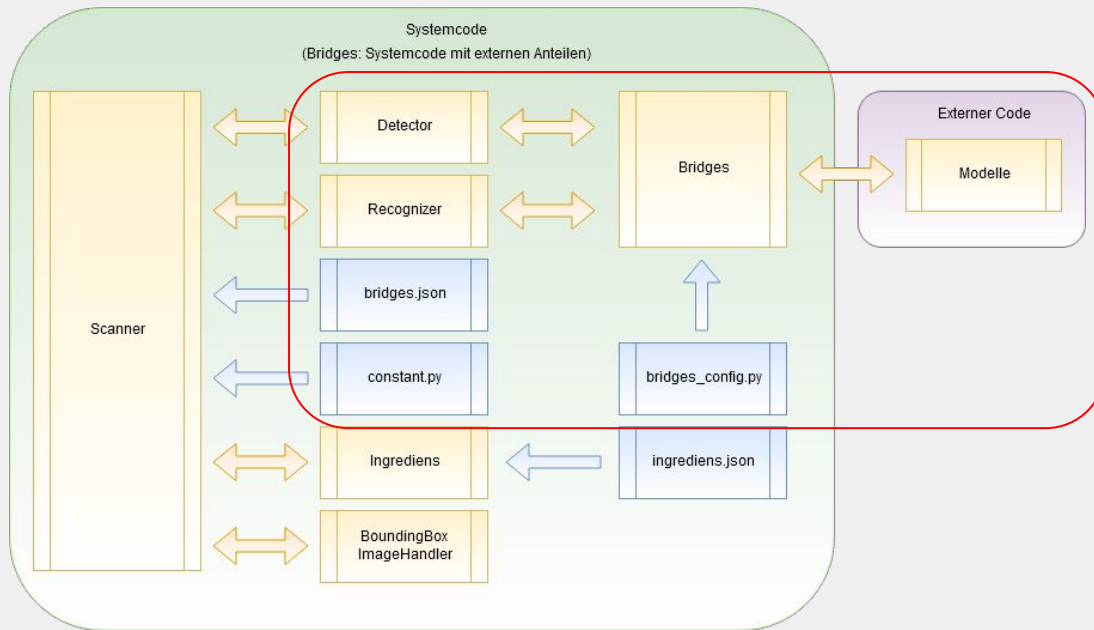 Systemcode
(Bridges: Systemcode mit externen Anteilen)
Scanner
Detector
Recognizer
bridges.json
constant.py
Ingrediens
BoundingBox
ImageHandler
Bridges
bridges_config.py
ingrediens.json
Externer Code
Modelle